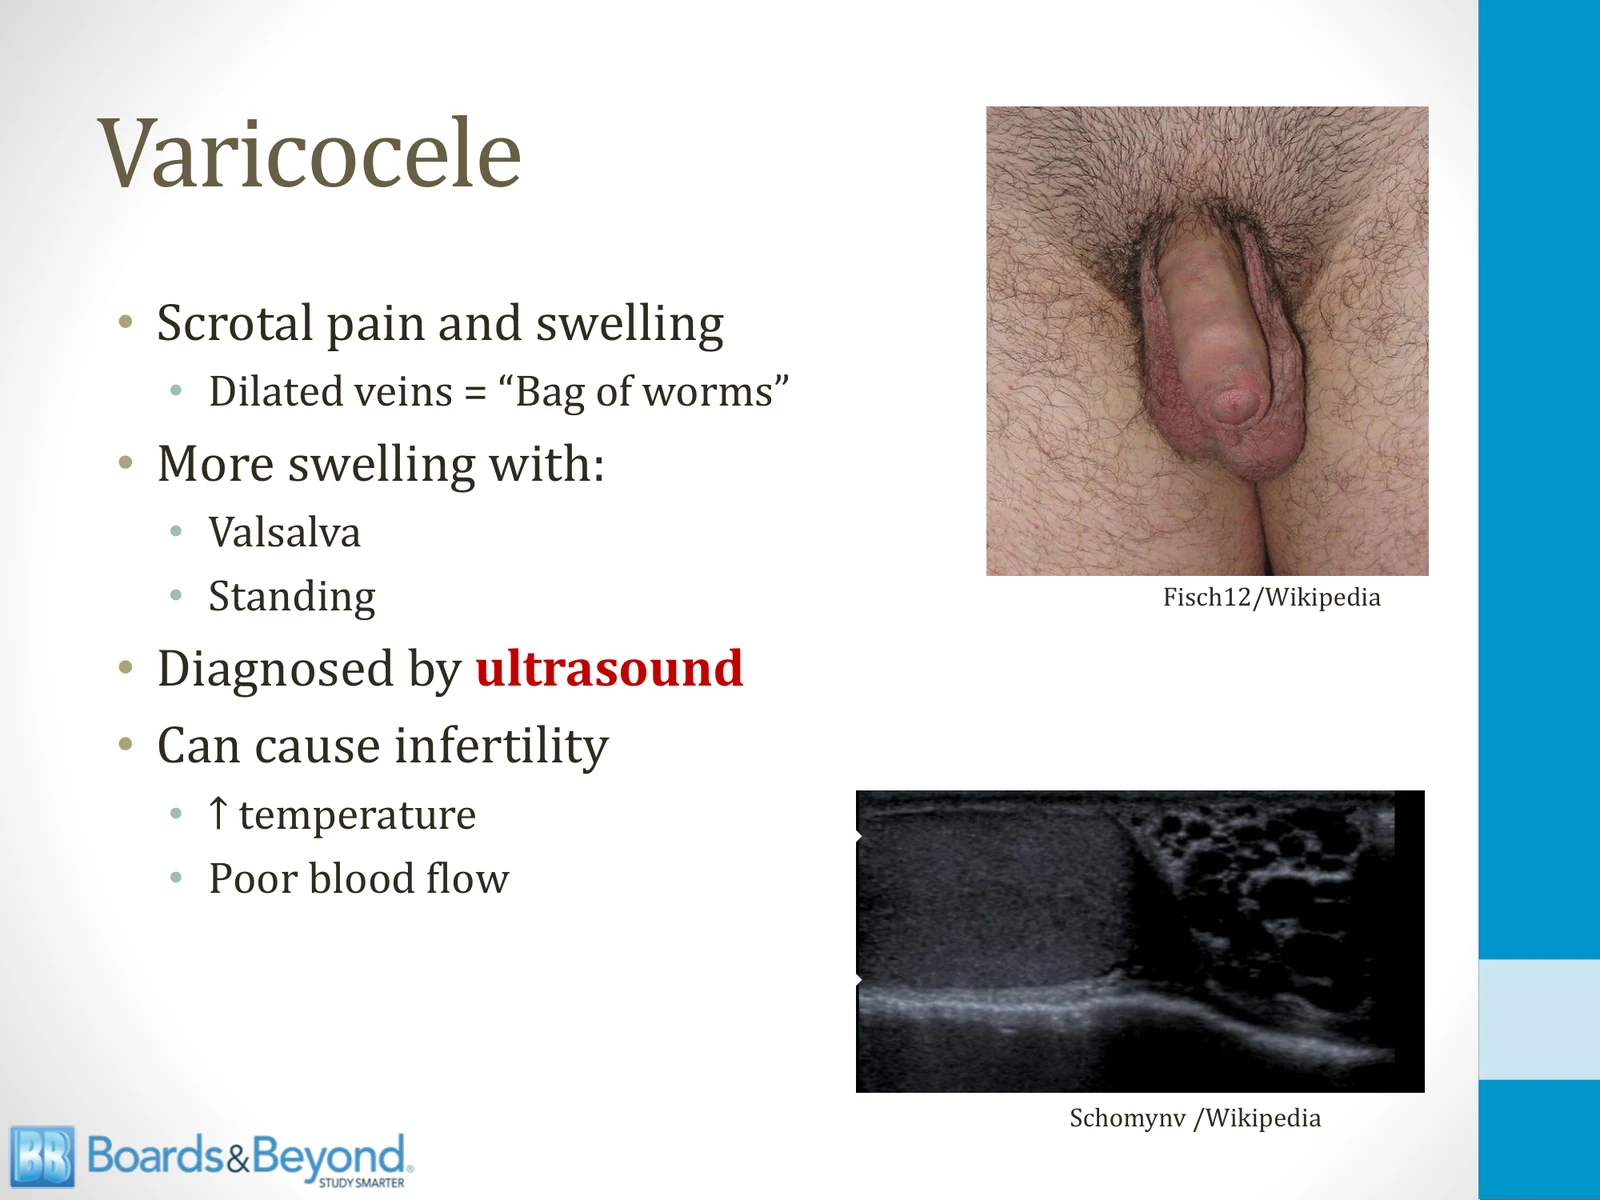 Varicocele
• Scrotal pain and swelling
• Dilated veins = “Bag of worms”
• More swelling with:
• Valsalva
• Standing
• Diagnosed by ultrasound
• Can cause infertility
• ↑ temperature
• Poor blood flow
Fisch12/Wikipedia
Schomynv /Wikipedia
BB Boards&Beyond®
STUDY SMARTER